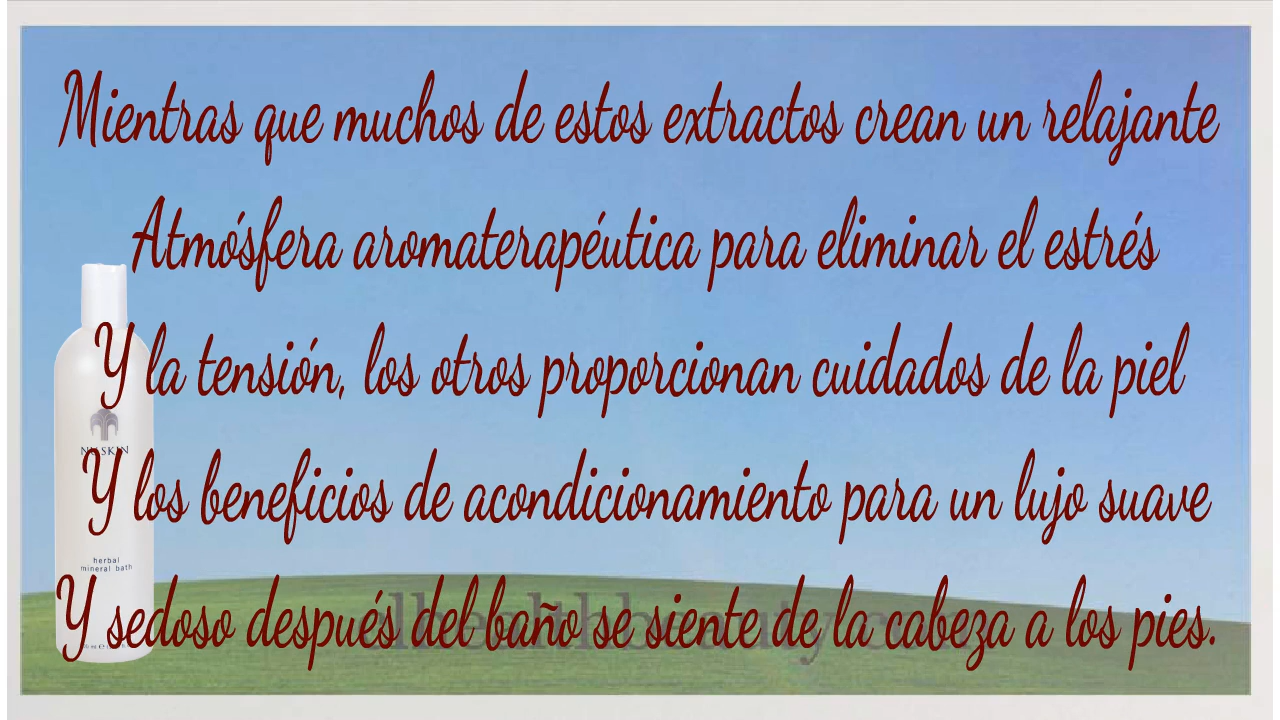 Mientras que muchos de estos extractos crean un relajante
Atmósfera aromaterapéutica para eliminar el estrés
Y la tensión, los otros proporcionan cuidados de la piel
NU SKIN
Y los beneficios de acondicionamiento para un lujo suave
herbal
mineral bath
Y sedoso después del baño se siente de la cabeza a los pies.